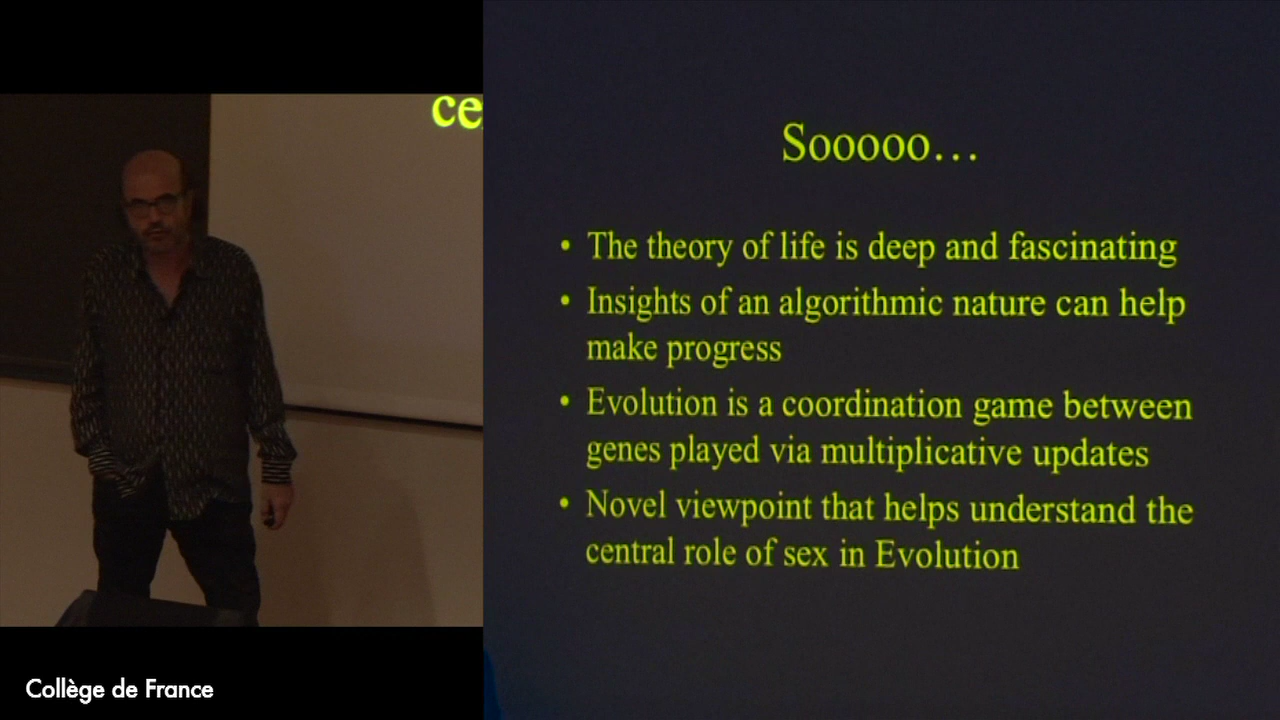 ce
Sooooo…
• The theory of life is deep and fascinating
• Insights of an algorithmic nature can help
make progress
• Evolution is a coordination game between
genes played via multiplicative updates
• Novel viewpoint that helps understand the
central role of sex in Evolution
Collège de France